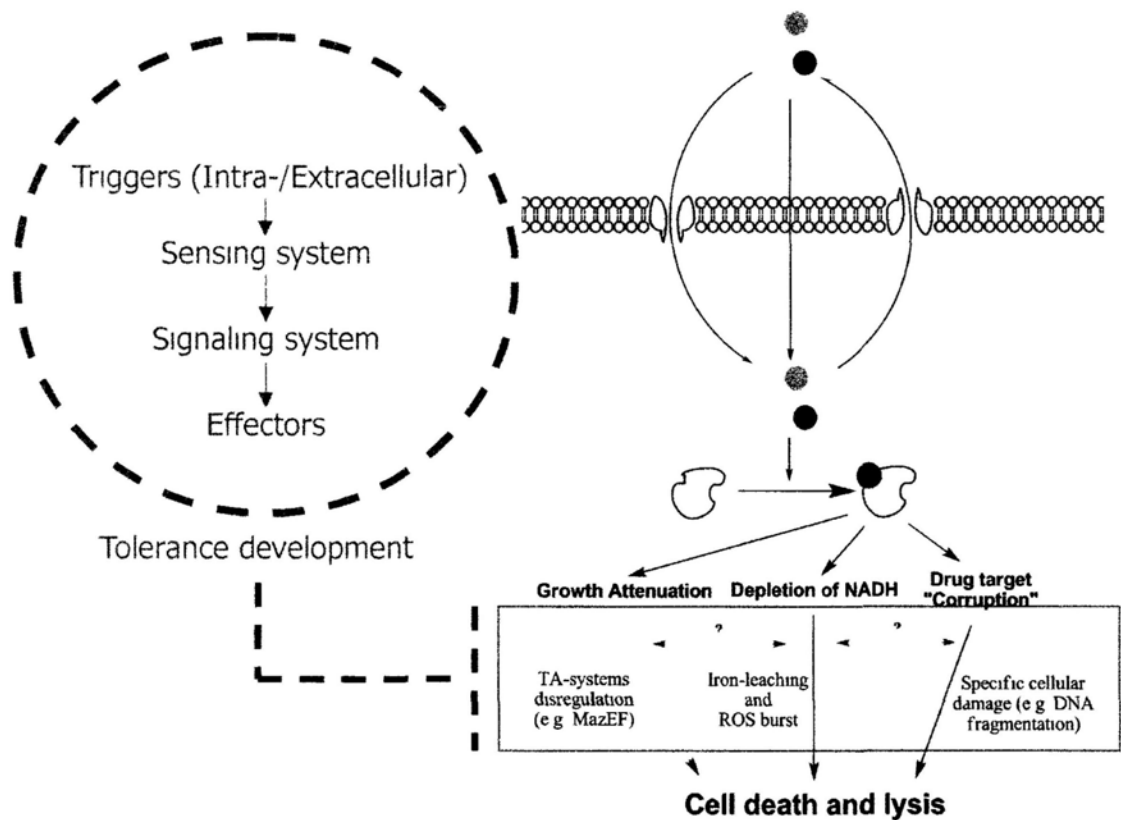 Triggers (Intra-/Extracellular)
Sensing system
Signaling system
Effectors
Tolerance development
Growth Attenuation
Depletion of NADH
Drug target
"Corruption"
?
?
TA-systems
disregulation
(e g MazEF)
Iron-leaching
and
ROS burst
Specific cellular
damage (e g DNA
fragmentation)
Cell death and lysis